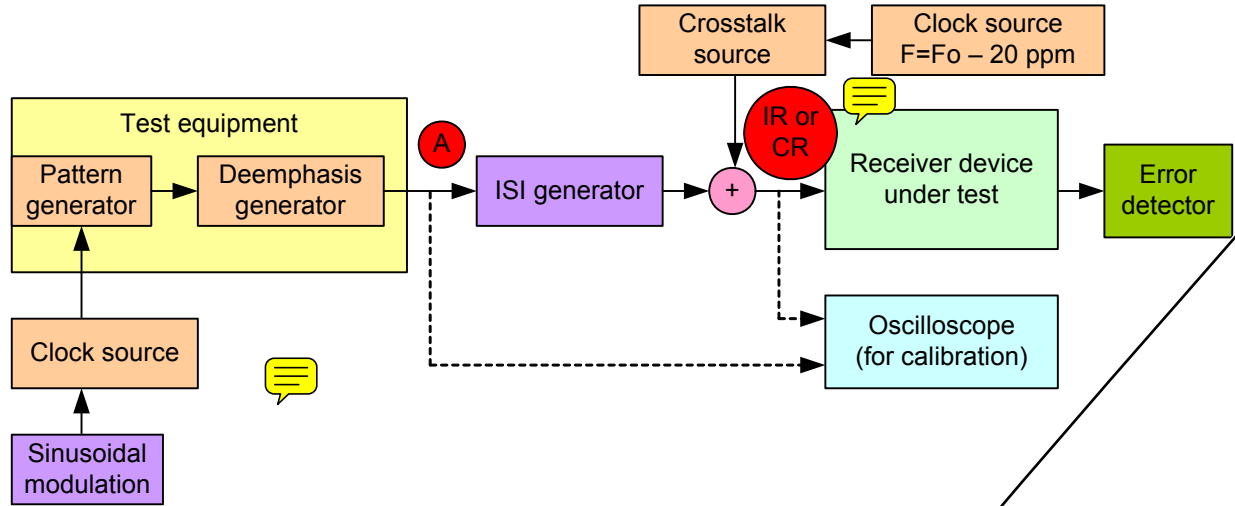 Crosstalk
source
Clock source
F=Fo – 20 ppm
Test equipment
A
IR or
CR
Pattern
generator
Deemphasis
generator
ISI generator
+
Receiver device
under test
Error
detector
Clock source
Oscilloscope
(for calibration)
Sinusoidal
modulation